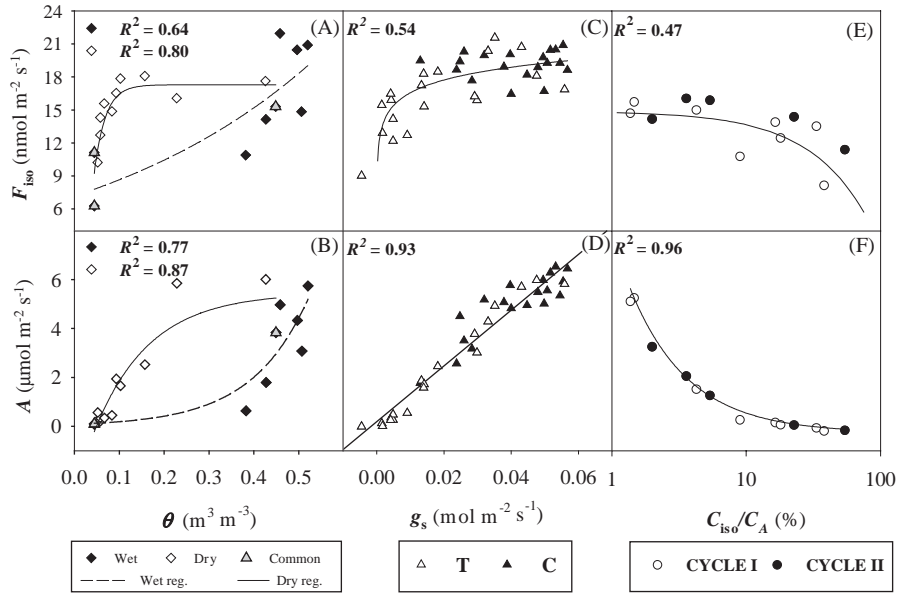 24
21
18
15
12
9
6
F_iso (nmol m⁻² s⁻¹)
R² = 0.64
R² = 0.80
(A)
R² = 0.54
(C)
R² = 0.47
(E)
6
4
2
0
A (μmol m⁻² s⁻¹)
R² = 0.77
R² = 0.87
(B)
R² = 0.93
(D)
R² = 0.96
(F)
0.0 0.1 0.2 0.3 0.4 0.5
0.00 0.02 0.04 0.06
1 10 100
θ (m³ m⁻³)
g_s (mol m⁻² s⁻¹)
C_iso/C_A (%)
Wet Dry Common
Wet reg. Dry reg.
T C
CYCLE I CYCLE II